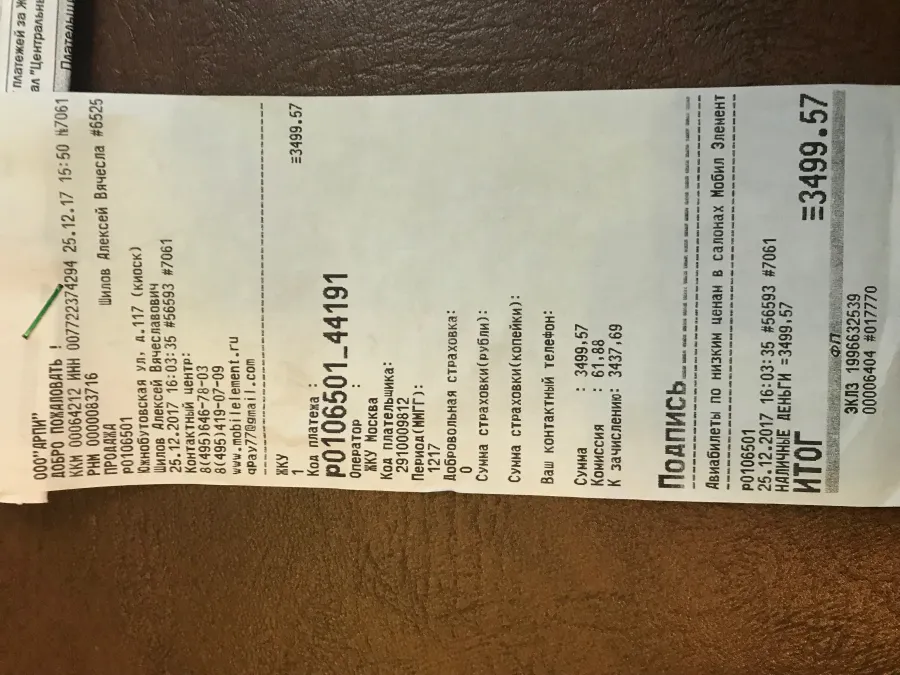 платежей за Ж
ал "Центральны
Плательщи
ООО"АРПИ"
ДОБРО ПОЖАЛОВАТЬ !
ККМ 00064212 ИНН 007722374294 25.12.17 15:50 №7061
РНМ 0000083716
ПРОДАЖА Шилов Алексей Вячесла #6525
P0106501
Южнобутовская ул, д.117 (киоск)
Шилов Алексей Вячеславович
25.12.2017 16:03:35 #56593 #7061
Контактный центр:
8(495)646-78-03
8(495)419-07-09
www.mobilelement.ru
apay77@gmail.com
ЖКУ
1 ≡3499.57
Код платежа :
P0106501_44191
Оператор :
ЖКУ Москва
Код плательщика:
2910009812
Период(ММГГ):
1217
Добровольная страховка:
0
Сумма страховки(рубли):
Сумма страховки(копейки):
Ваш контактный телефон:
Сумма : 3499,57
Комиссия : 61,88
К зачислению: 3437,69
Подпись
Авиабилеты по низким ценам в салонах Мобил Элемент
P0106501
25.12.2017 16:03:35 #56593 #7061
НАЛИЧНЫЕ ДЕНЬГИ ≡3499,57
ИТОГ ≡3499.57
ФП
ЭКЛЗ 1996632539
00006404 #017770